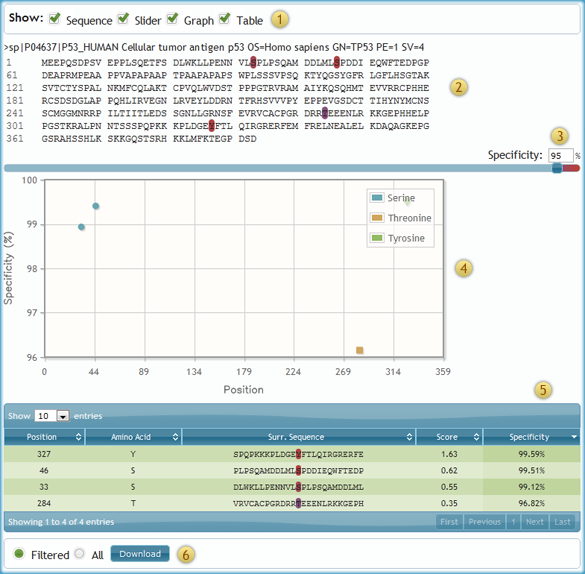 Show: Sequence Slider Graph Table 1
>sp|P04637|P53_HUMAN Cellular tumor antigen p53 OS=Homo sapiens GN=TP53 PE=1 SV=4
1 MEEPQSDPSV EPPLSQETFS DLWKLLPENN VLSPLPSQAM DDLMLSPDDI EQWFTEDPGP
61 DEAPRMPEAA PPVAPAPAAP TPAAPAPAPS WPLSSSVPSQ KTYQGSYGFR LGFLHSGTAK
121 SVTCTYSPAL NKMFCQLAKT CPVQLWVDST PPPGTRVRAM AIYKQSQHMT EVVRRCPHHE
181 RCSDSDGLAP PQHLIRVEGN LRVEYLDDRN TFRHSVVVPY EPPEVGSDCT TIHYNYMCNS
241 SCMGGMNRRP ILTIITLEDS SGNLLGRNSF EVRVCACPGR DRRTEEENLR KKGEPHHELP
301 PGSTKRALPN NTSSSPQPKK KPLDGEYFTL QIRGRERFEM FRELNEALEL KDAQAGKEPG
361 GSRAHSSHLK SKKGQSTSRH KKLMFKTEGP DSD
2
3
Specificity: 95 %
100
99
98
97
96
Specificity (%)
Serine
Threonine
Tyrosine
4
0 44 89 134 179 224 269 314 359
Position
5
Show 10 entries
Position Amino Acid Surr. Sequence Score Specificity
327 Y SPQPKKKPLDGEYFTLQIRGRERFE 1.63 99.59%
46 S PLPSQAMDDLMLSPDDIEQWFTEDP 0.62 99.51%
33 S DLWKLLPENNVLSPLPSQAMDDLML 0.55 99.12%
284 T VRVCACPGRDRRTEEENLRKKGEPH 0.35 96.82%
Showing 1 to 4 of 4 entries First Previous 1 Next Last
Filtered All Download 6